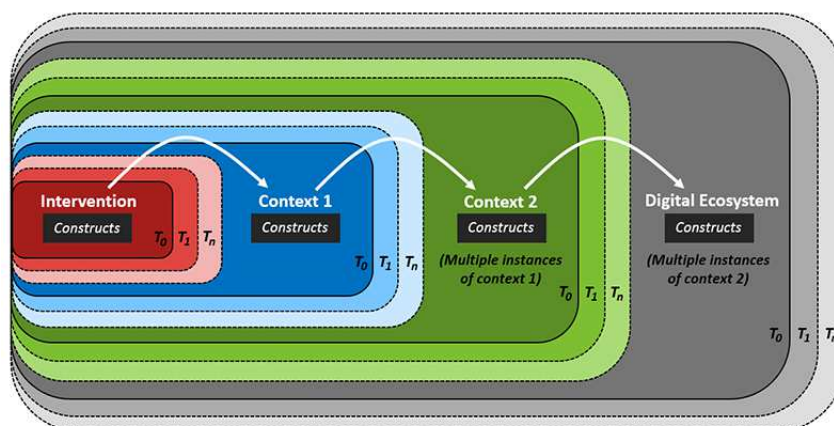 Intervention
Constructs
T0 T1 Tn
Context 1
Constructs
T0 T1 Tn
Context 2
Constructs
(Multiple instances
of context 1)
T0 T1 Tn
Digital Ecosystem
Constructs
(Multiple instances
of context 2)
T0 T1 Tn